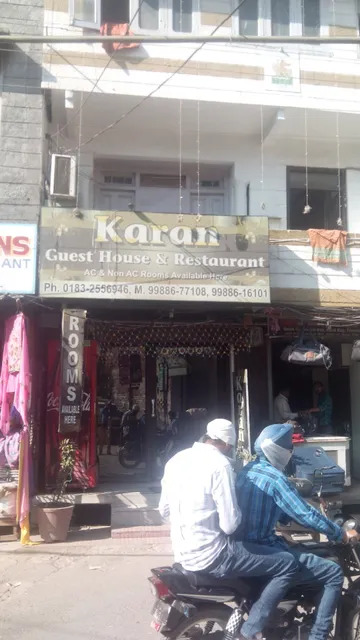 Karan
Guest House & Restaurant
AC & Non AC Rooms Available Here
Ph. 0183-2556946, M. 99886-77108, 99886-16101
NS
ANT
ROOMS
AVAILABLE
HERE